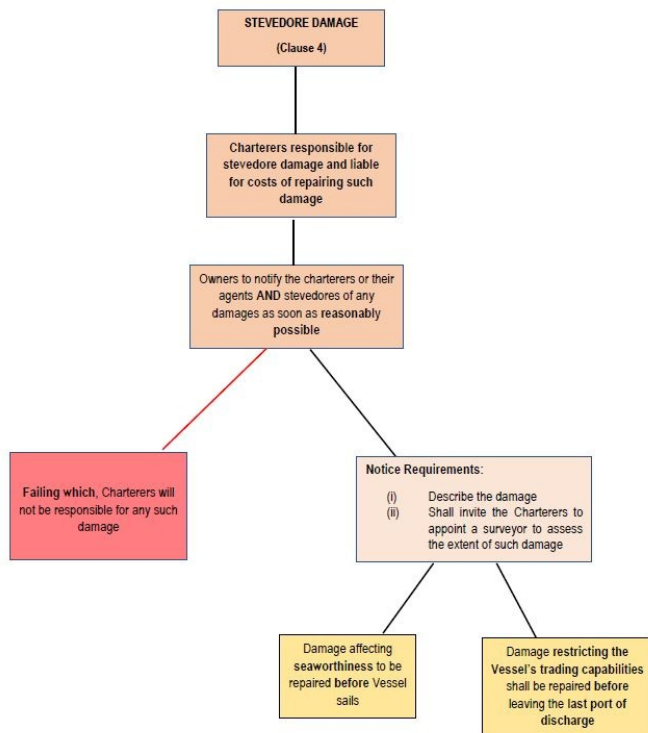 STEVEDORE DAMAGE
(Clause 4)
Charterers responsible for
stevedore damage and liable
for costs of repairing such
damage
Owners to notify the charterers or their
agents AND stevedores of any
damages as soon as reasonably
possible
Failing which, Charterers will
not be responsible for any such
damage
Notice Requirements:
(i) Describe the damage
(ii) Shall invite the Charterers to
appoint a surveyor to assess
the extent of such damage
Damage affecting
seaworthiness to be
repaired before Vessel
sails
Damage restricting the
Vessel's trading capabilities
shall be repaired before
leaving the last port of
discharge